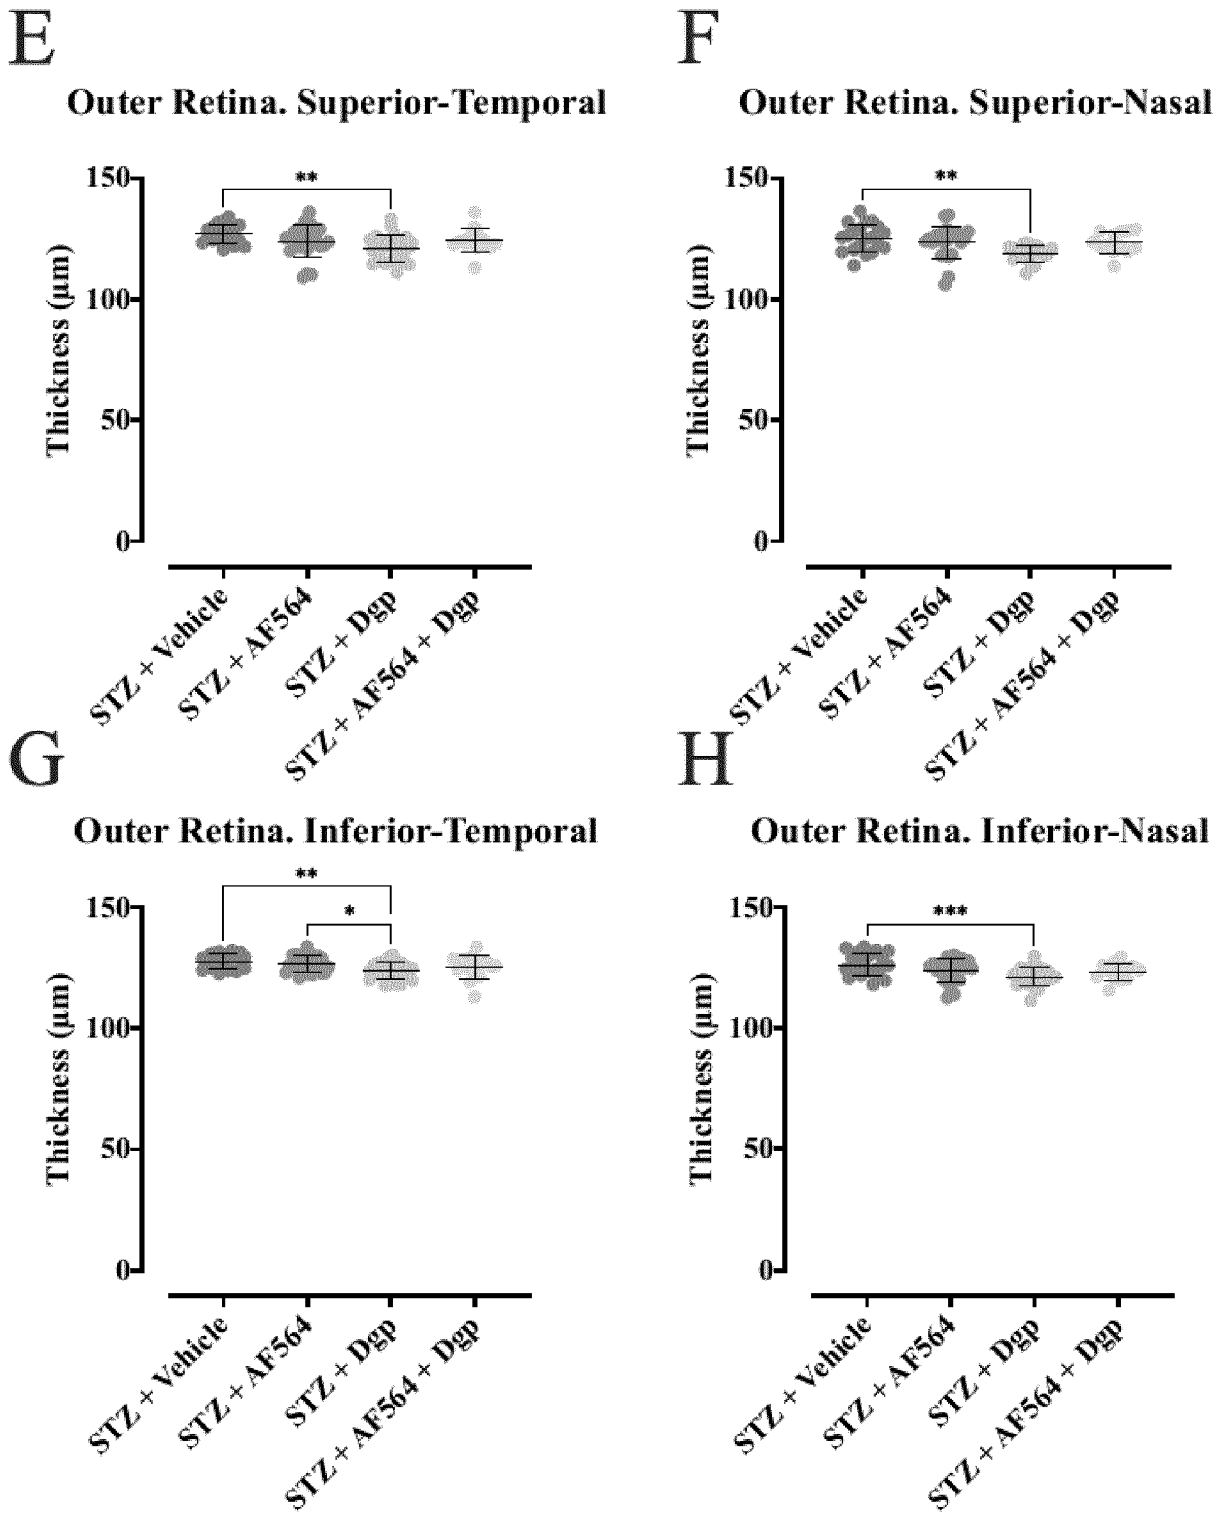 E
Outer Retina. Superior-Temporal
**
150
100
50
0
Thickness (µm)
STZ + Vehicle
STZ + AF564
STZ + Dgp
STZ + AF564 + Dgp
F
Outer Retina. Superior-Nasal
**
150
100
50
0
Thickness (µm)
STZ + Vehicle
STZ + AF564
STZ + Dgp
STZ + AF564 + Dgp
G
Outer Retina. Inferior-Temporal
**
*
150
100
50
0
Thickness (µm)
STZ + Vehicle
STZ + AF564
STZ + Dgp
STZ + AF564 + Dgp
H
Outer Retina. Inferior-Nasal
***
150
100
50
0
Thickness (µm)
STZ + Vehicle
STZ + AF564
STZ + Dgp
STZ + AF564 + Dgp